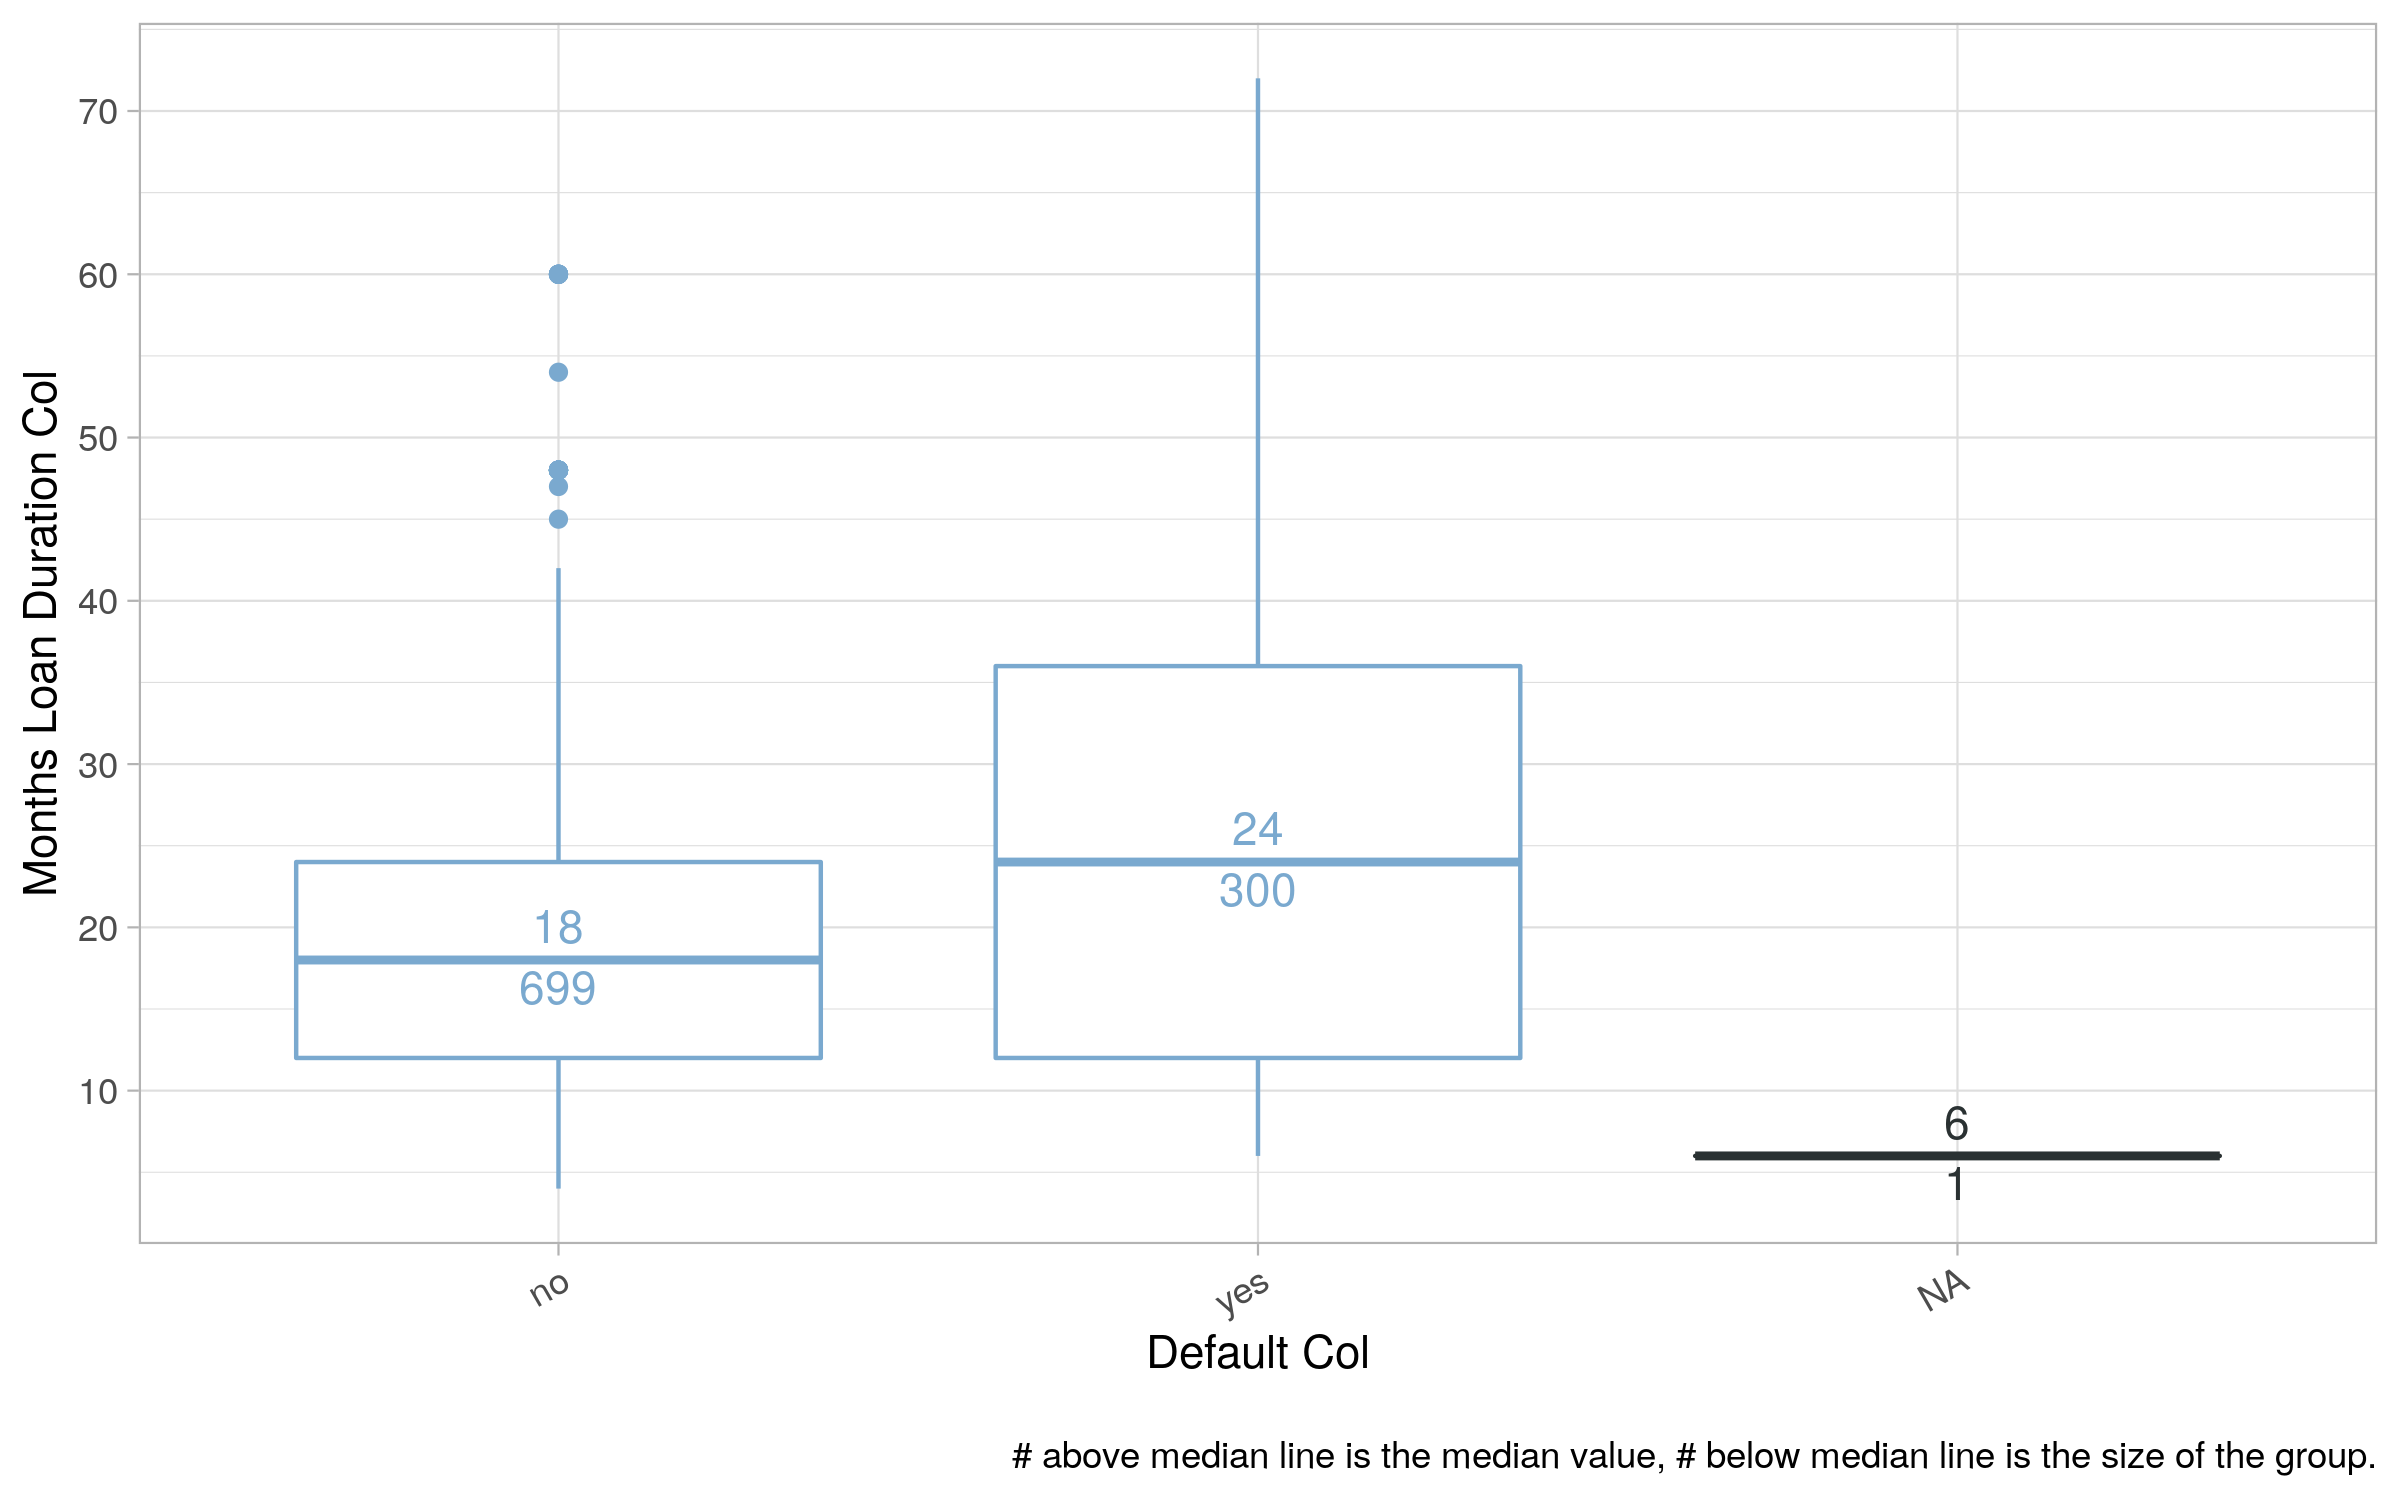 Months Loan Duration Col
70
60
50
40
30
20
10
18
699
24
300
6
1
no
yes
NA
Default Col
# above median line is the median value, # below median line is the size of the group.